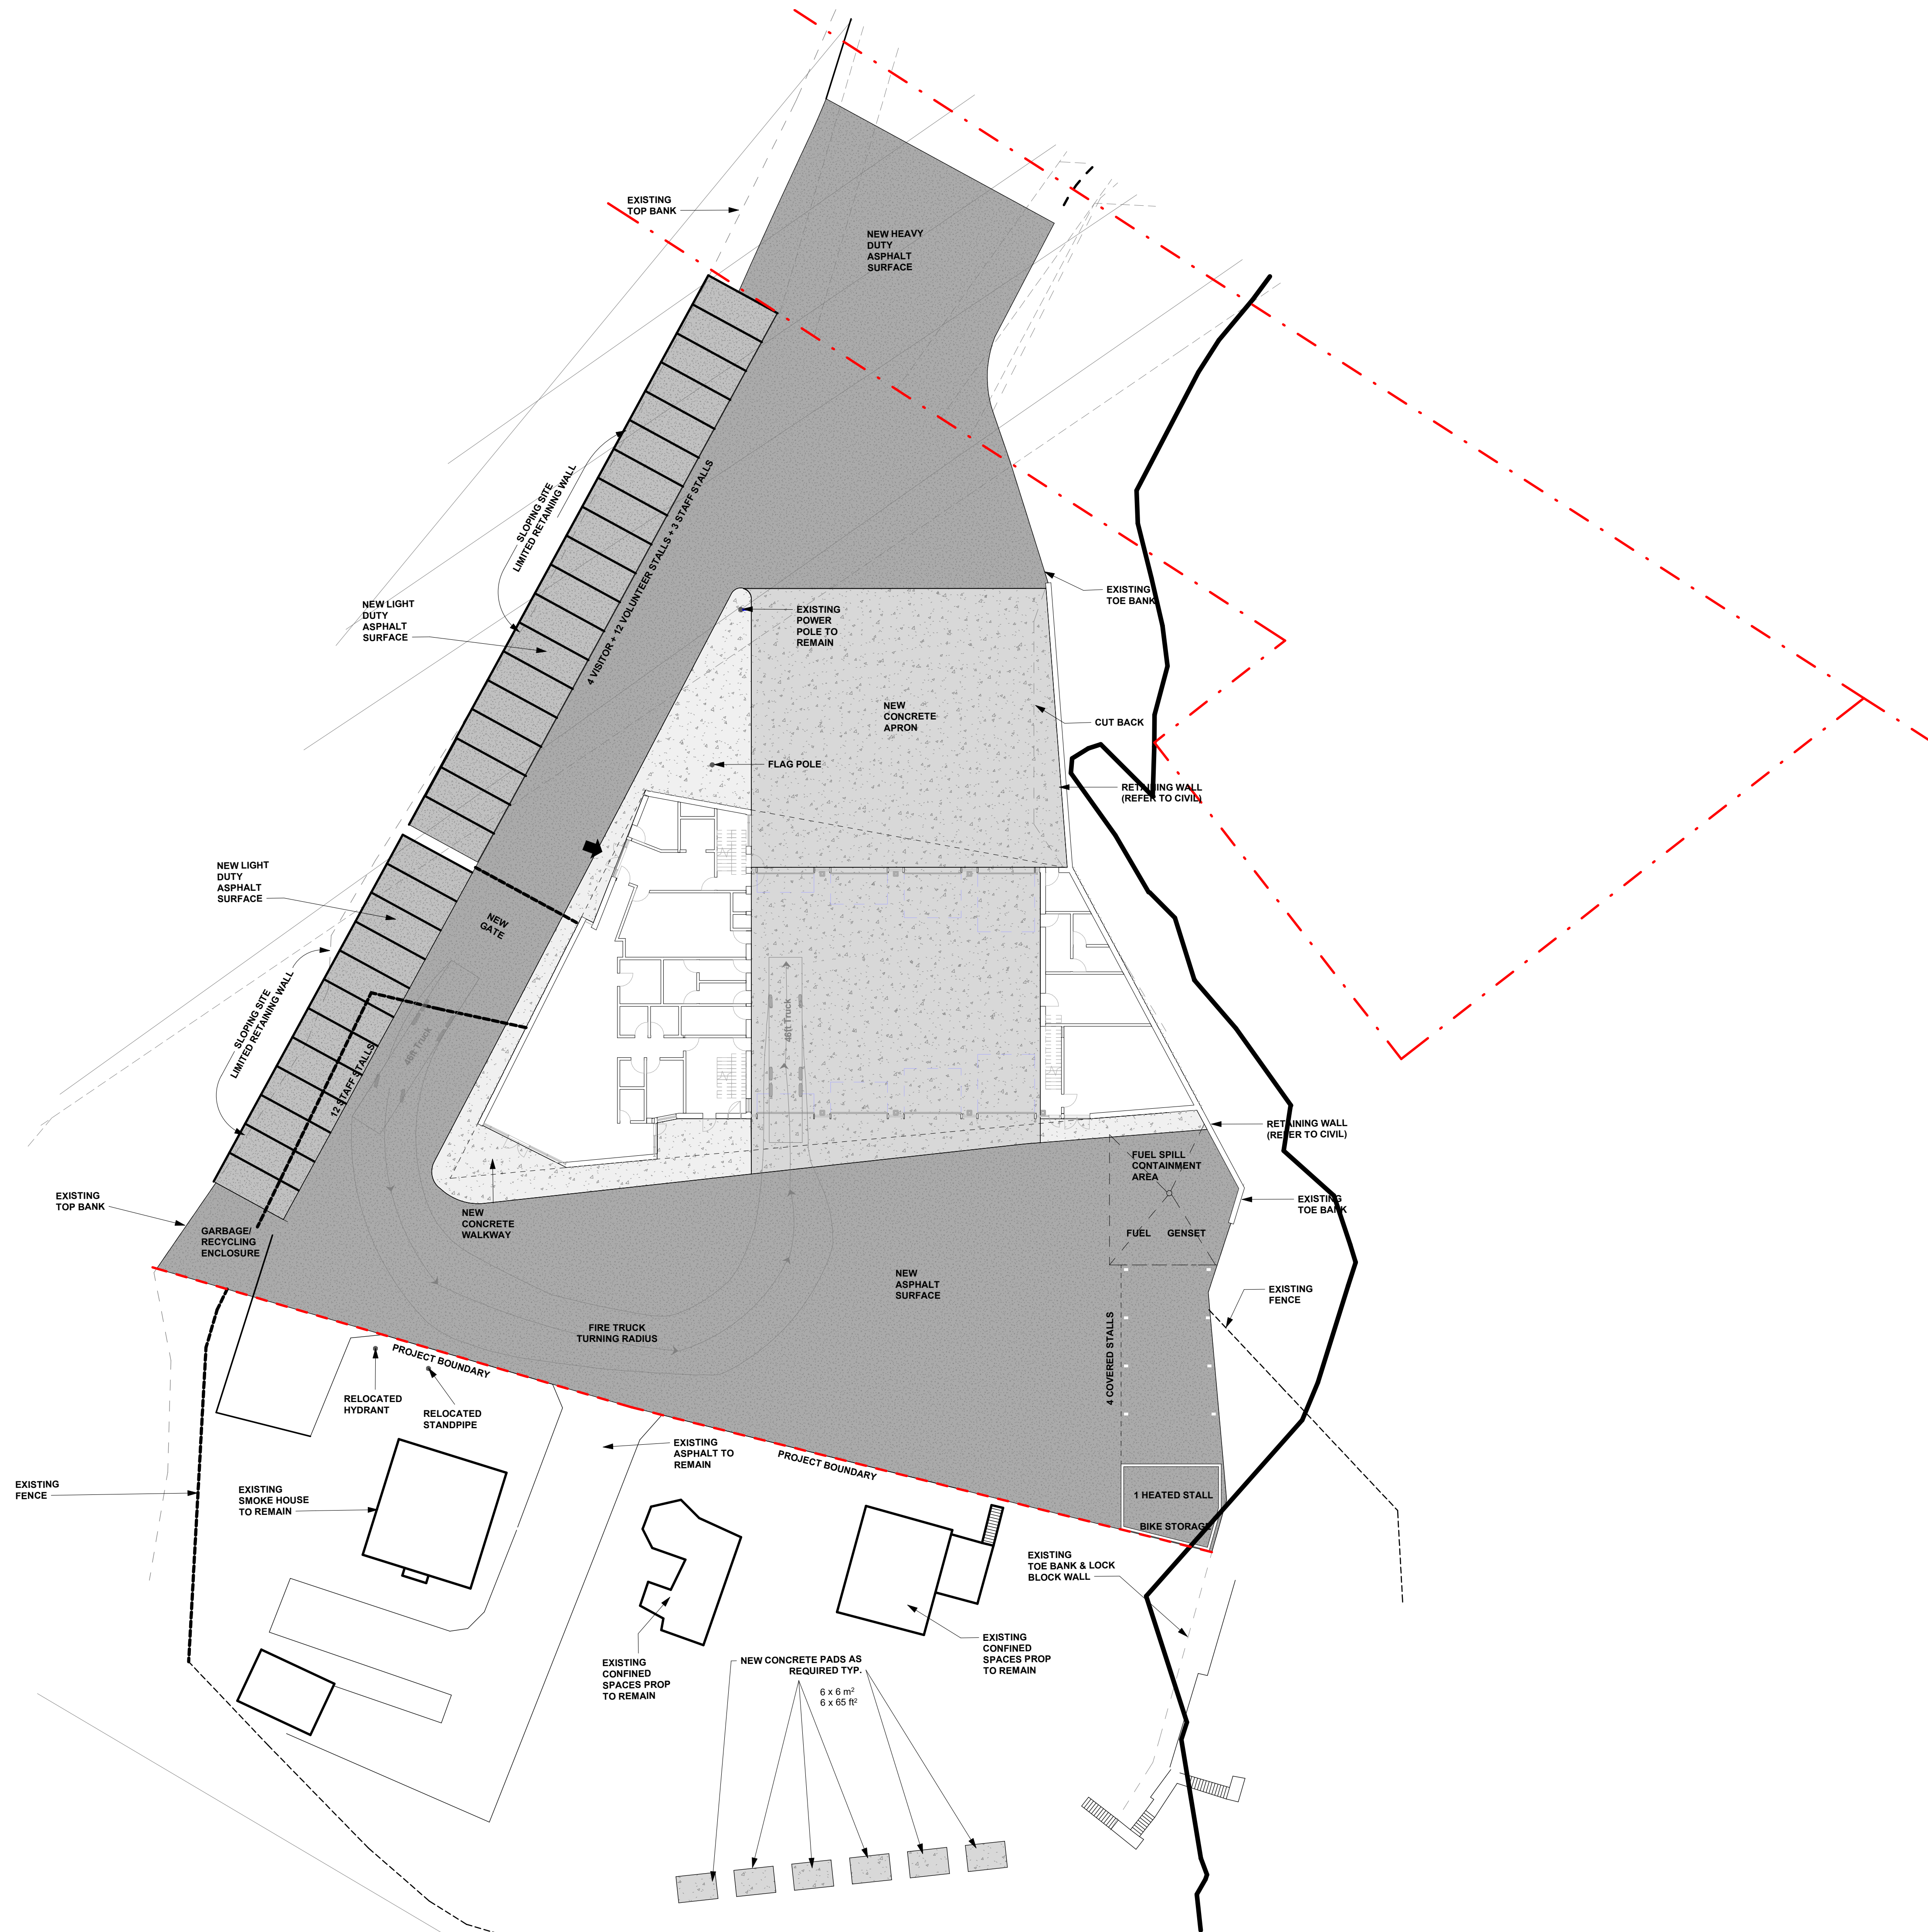 EXISTING
TOP BANK
NEW HEAVY
DUTY
ASPHALT
SURFACE
SLOPING SITE
LIMITED RETAINING WALL
4 VISITOR + 12 VOLUNTEER STALLS + 3 STAFF STALLS
NEW LIGHT
DUTY
ASPHALT
SURFACE
EXISTING
POWER
POLE TO
REMAIN
EXISTING
TOE BANK
NEW
CONCRETE
APRON
CUT BACK
FLAG POLE
RETAINING WALL
(REFER TO CIVIL)
NEW LIGHT
DUTY
ASPHALT
SURFACE
NEW
GATE
SLOPING SITE
LIMITED RETAINING WALL
46ft Truck
46ft Truck
12 STAFF STALLS
RETAINING WALL
(REFER TO CIVIL)
FUEL SPILL
CONTAINMENT
AREA
EXISTING
TOP BANK
EXISTING
TOE BANK
NEW
CONCRETE
WALKWAY
GARBAGE/
RECYCLING
ENCLOSURE
FUEL GENSET
NEW
ASPHALT
SURFACE
EXISTING
FENCE
FIRE TRUCK
TURNING RADIUS
4 COVERED STALLS
PROJECT BOUNDARY
RELOCATED
HYDRANT
RELOCATED
STANDPIPE
EXISTING
ASPHALT TO
REMAIN
PROJECT BOUNDARY
EXISTING
FENCE
EXISTING
SMOKE HOUSE
TO REMAIN
1 HEATED STALL
BIKE STORAGE
EXISTING
TOE BANK & LOCK
BLOCK WALL
EXISTING
CONFINED
SPACES PROP
TO REMAIN
EXISTING
CONFINED
SPACES PROP
TO REMAIN
NEW CONCRETE PADS AS
REQUIRED TYP.
6 x 6 m²
6 x 65 ft²